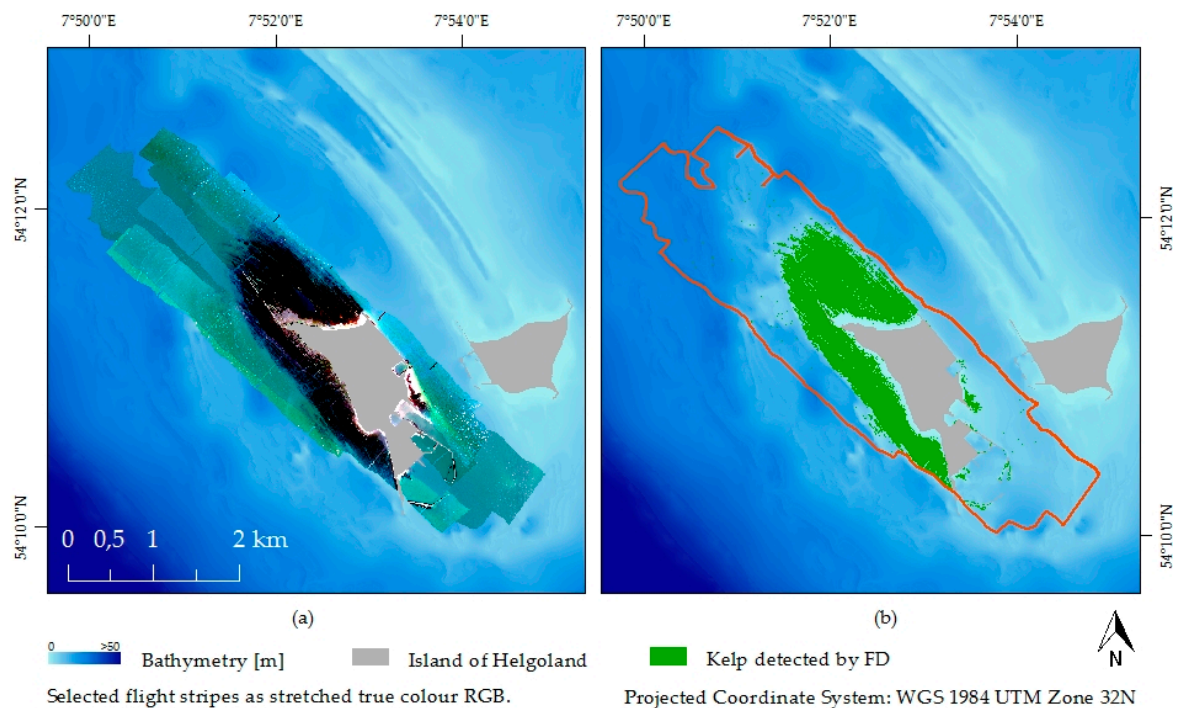 7°50'0"E 7°52'0"E 7°54'0"E 7°50'0"E 7°52'0"E 7°54'0"E
54°12'0"N
54°10'0"N
54°12'0"N
54°10'0"N
0 0,5 1 2 km
(a) (b)
0 >50
Bathymetry [m] Island of Helgoland Kelp detected by FD
N
Selected flight stripes as stretched true colour RGB. Projected Coordinate System: WGS 1984 UTM Zone 32N